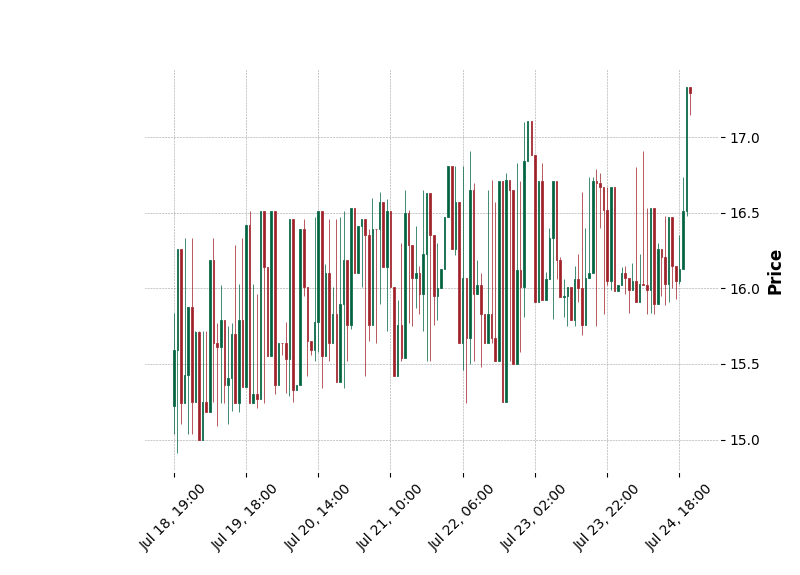 17.0
16.5
16.0
15.5
15.0
Price
Jul 18, 19:00
Jul 19, 18:00
Jul 20, 14:00
Jul 21, 10:00
Jul 22, 06:00
Jul 23, 02:00
Jul 23, 22:00
Jul 24, 18:00